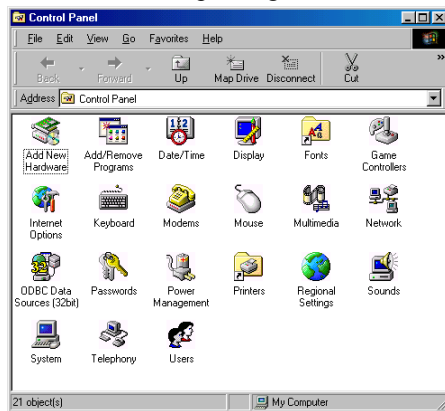 Control Panel
File Edit View Go Favorites Help
Back Forward Up Map Drive Disconnect Cut »
Address Control Panel
Add New Hardware
Add/Remove Programs
Date/Time
Display
Fonts
Game Controllers
Internet Options
Keyboard
Modems
Mouse
Multimedia
Network
ODBC Data Sources (32bit)
Passwords
Power Management
Printers
Regional Settings
Sounds
System
Telephony
Users
21 object(s)
My Computer